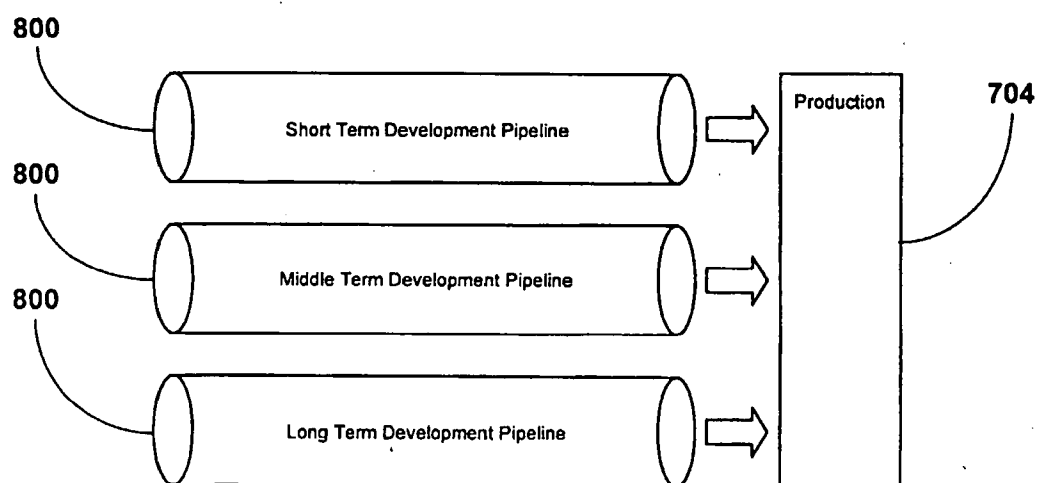 800
Short Term Development Pipeline
Production
704
800
Middle Term Development Pipeline
800
Long Term Development Pipeline